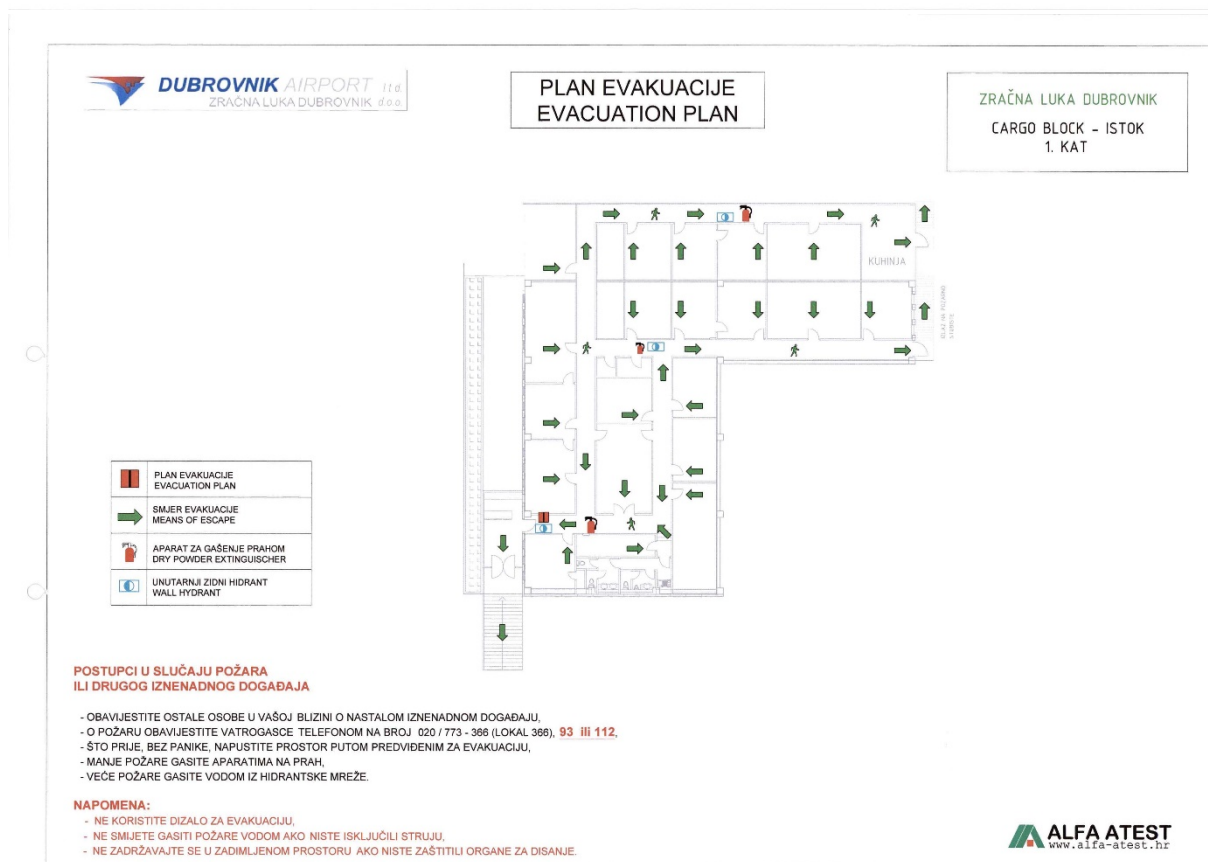 DUBROVNIK AIRPORT ltd.
ZRAČNA LUKA DUBROVNIK d.o.o.
PLAN EVAKUACIJE
EVACUATION PLAN
ZRAČNA LUKA DUBROVNIK
CARGO BLOCK - ISTOK
1. KAT
KUHINJA
PLAN EVAKUACIJE
EVACUATION PLAN
SMJER EVAKUACIJE
MEANS OF ESCAPE
APARAT ZA GAŠENJE PRAHOM
DRY POWDER EXTINGUISCHER
UNUTARNJI ZIDNI HIDRANT
WALL HYDRANT
POSTUPCI U SLUČAJU POŽARA
ILI DRUGOG IZNENADNOG DOGAĐAJA
- OBAVIJESTITE OSTALE OSOBE U VAŠOJ BLIZINI O NASTALOM IZNENADNOM DOGAĐAJU,
- O POŽARU OBAVIJESTITE VATROGASCE TELEFONOM NA BROJ 020 / 773 - 366 (LOKAL 366), 93 ili 112,
- ŠTO PRIJE, BEZ PANIKE, NAPUSTITE PROSTOR PUTOM PREDVIĐENIM ZA EVAKUACIJU,
- MANJE POŽARE GASITE APARATIMA NA PRAH,
- VEĆE POŽARE GASITE VODOM IZ HIDRANTSKE MREŽE.
NAPOMENA:
- NE KORISTITE DIZALO ZA EVAKUACIJU,
- NE SMIJETE GASITI POŽARE VODOM AKO NISTE ISKLJUČILI STRUJU,
- NE ZADRŽAVAJTE SE U ZADIMLJENOM PROSTORU AKO NISTE ZAŠTITILI ORGANE ZA DISANJE.
ALFA ATEST
www.alfa-atest.hr